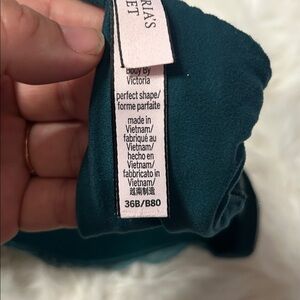 RIA'S
ET
Body By
Victoria
perfect shape/
forme parfaite
made in
Vietnam/
fabriqué au
Vietnam/
hecho en
Vietnam/
fabbricato in
Vietnam/
越南制造
36B/B80